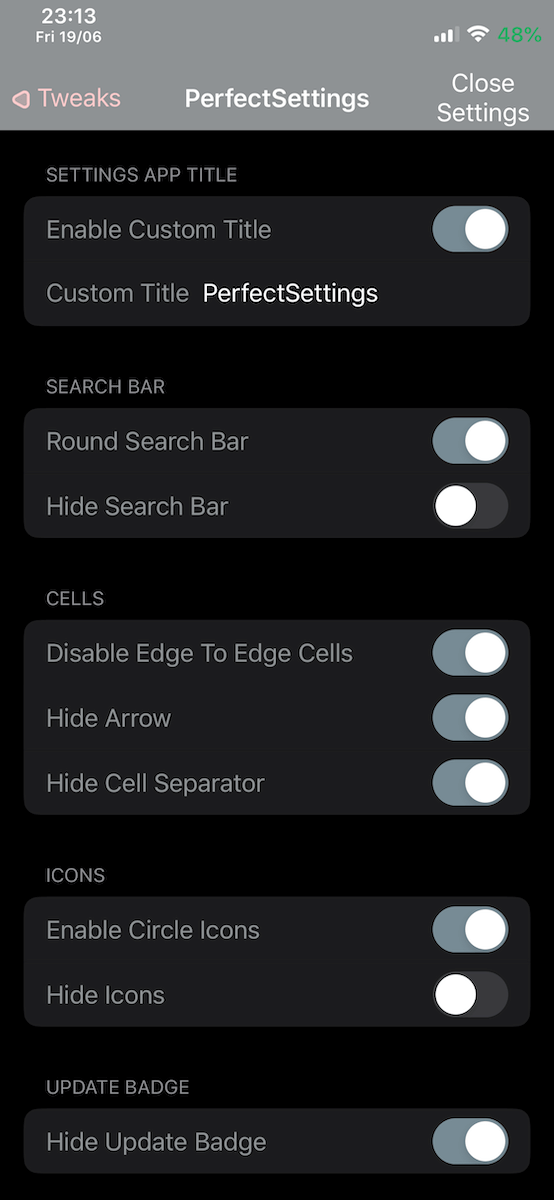 23:13
Fri 19/06
48%
Tweaks
PerfectSettings
Close
Settings
SETTINGS APP TITLE
Enable Custom Title
Custom Title PerfectSettings
SEARCH BAR
Round Search Bar
Hide Search Bar
CELLS
Disable Edge To Edge Cells
Hide Arrow
Hide Cell Separator
ICONS
Enable Circle Icons
Hide Icons
UPDATE BADGE
Hide Update Badge